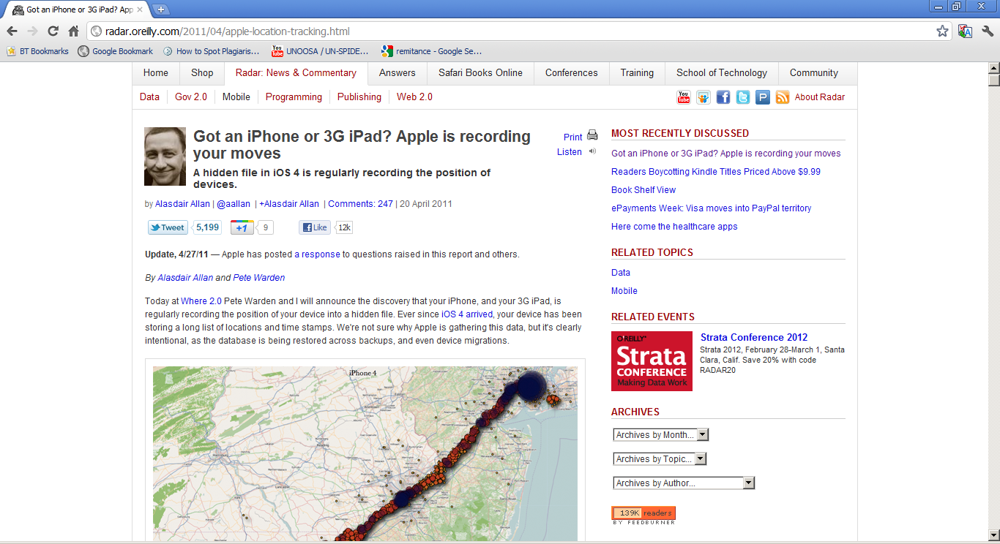 Got an iPhone or 3G iPad? App
radar.oreilly.com/2011/04/apple-location-tracking.html
BT Bookmarks
Google Bookmark
How to Spot Plagiaris...
You Tube
UNOOSA / UN-SPIDE...
remitance - Google Se...
Home
Shop
Radar: News & Commentary
Answers
Safari Books Online
Conferences
Training
School of Technology
Community
Data
Gov 2.0
Mobile
Programming
Publishing
Web 2.0
You Tube
About Radar
Got an iPhone or 3G iPad? Apple is recording
your moves
A hidden file in iOS 4 is regularly recording the position of
devices.
Print
Listen
by Alasdair Allan | @aallan | +Alasdair Allan | Comments: 247 | 20 April 2011
Tweet
5,199
+1
9
Like
12k
Update, 4/27/11 — Apple has posted a response to questions raised in this report and others.
By Alasdair Allan and Pete Warden
Today at Where 2.0 Pete Warden and I will announce the discovery that your iPhone, and your 3G iPad, is
regularly recording the position of your device into a hidden file. Ever since iOS 4 arrived, your device has been
storing a long list of locations and time stamps. We're not sure why Apple is gathering this data, but it's clearly
intentional, as the database is being restored across backups, and even device migrations.
iPhone 4
MOST RECENTLY DISCUSSED
Got an iPhone or 3G iPad? Apple is recording your moves
Readers Boycotting Kindle Titles Priced Above $9.99
Book Shelf View
ePayments Week: Visa moves into PayPal territory
Here come the healthcare apps
RELATED TOPICS
Data
Mobile
RELATED EVENTS
O'REILLY
Strata
CONFERENCE
Making Data Work
Strata Conference 2012
Strata 2012, February 28-March 1, Santa
Clara, Calif. Save 20% with code
RADAR20
ARCHIVES
Archives by Month...
Archives by Topic...
Archives by Author...
139K readers
BY FEEDBURNER